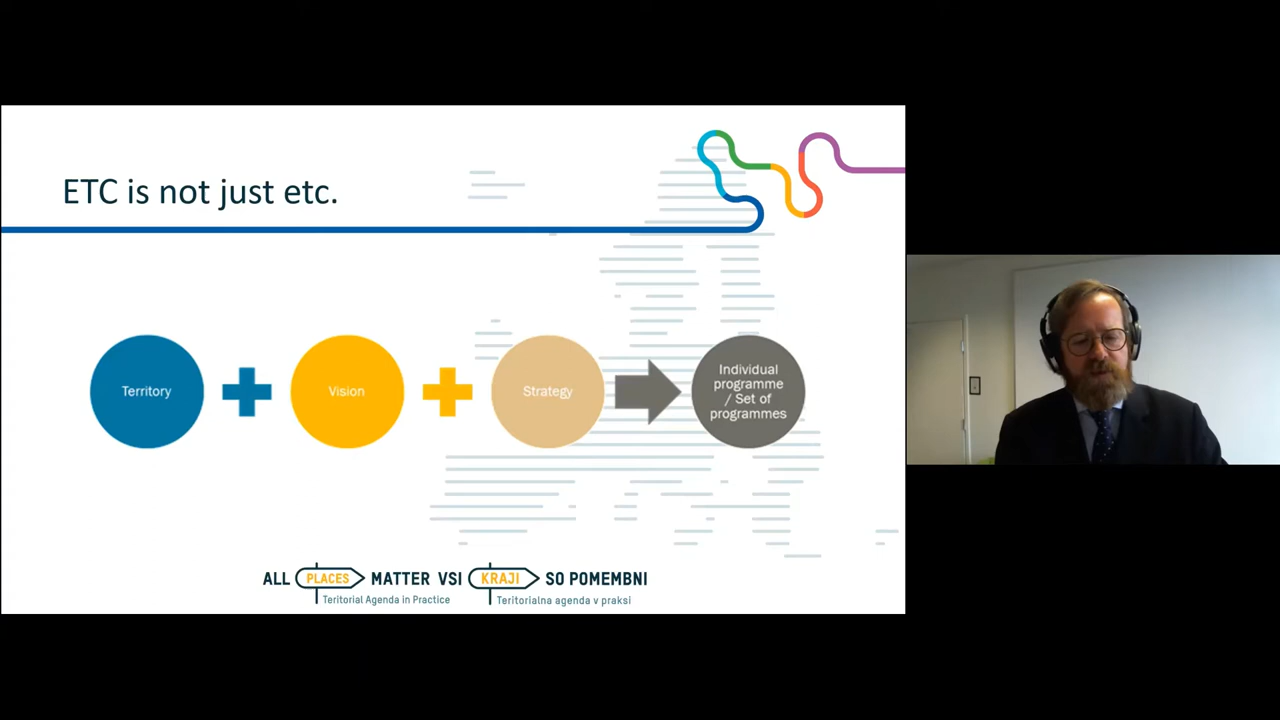 ETC is not just etc.
Territory
Vision
Strategy
Individual
programme
/ Set of
programmes
ALL PLACES MATTER VSI KRAJI SO POMEMBNI
Teritorial Agenda in Practice
Teritorialna agenda v praksi